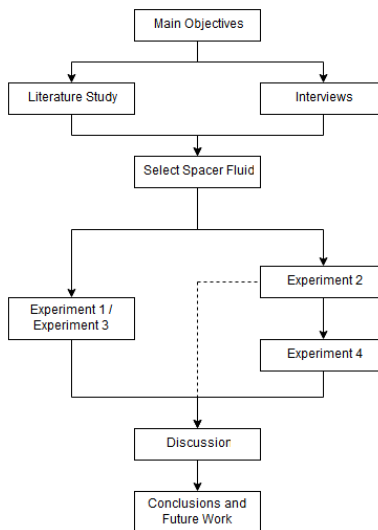 Main Objectives
Literature Study
Interviews
Select Spacer Fluid
Experiment 2
Experiment 1 /
Experiment 3
Experiment 4
Discussion
Conclusions and
Future Work